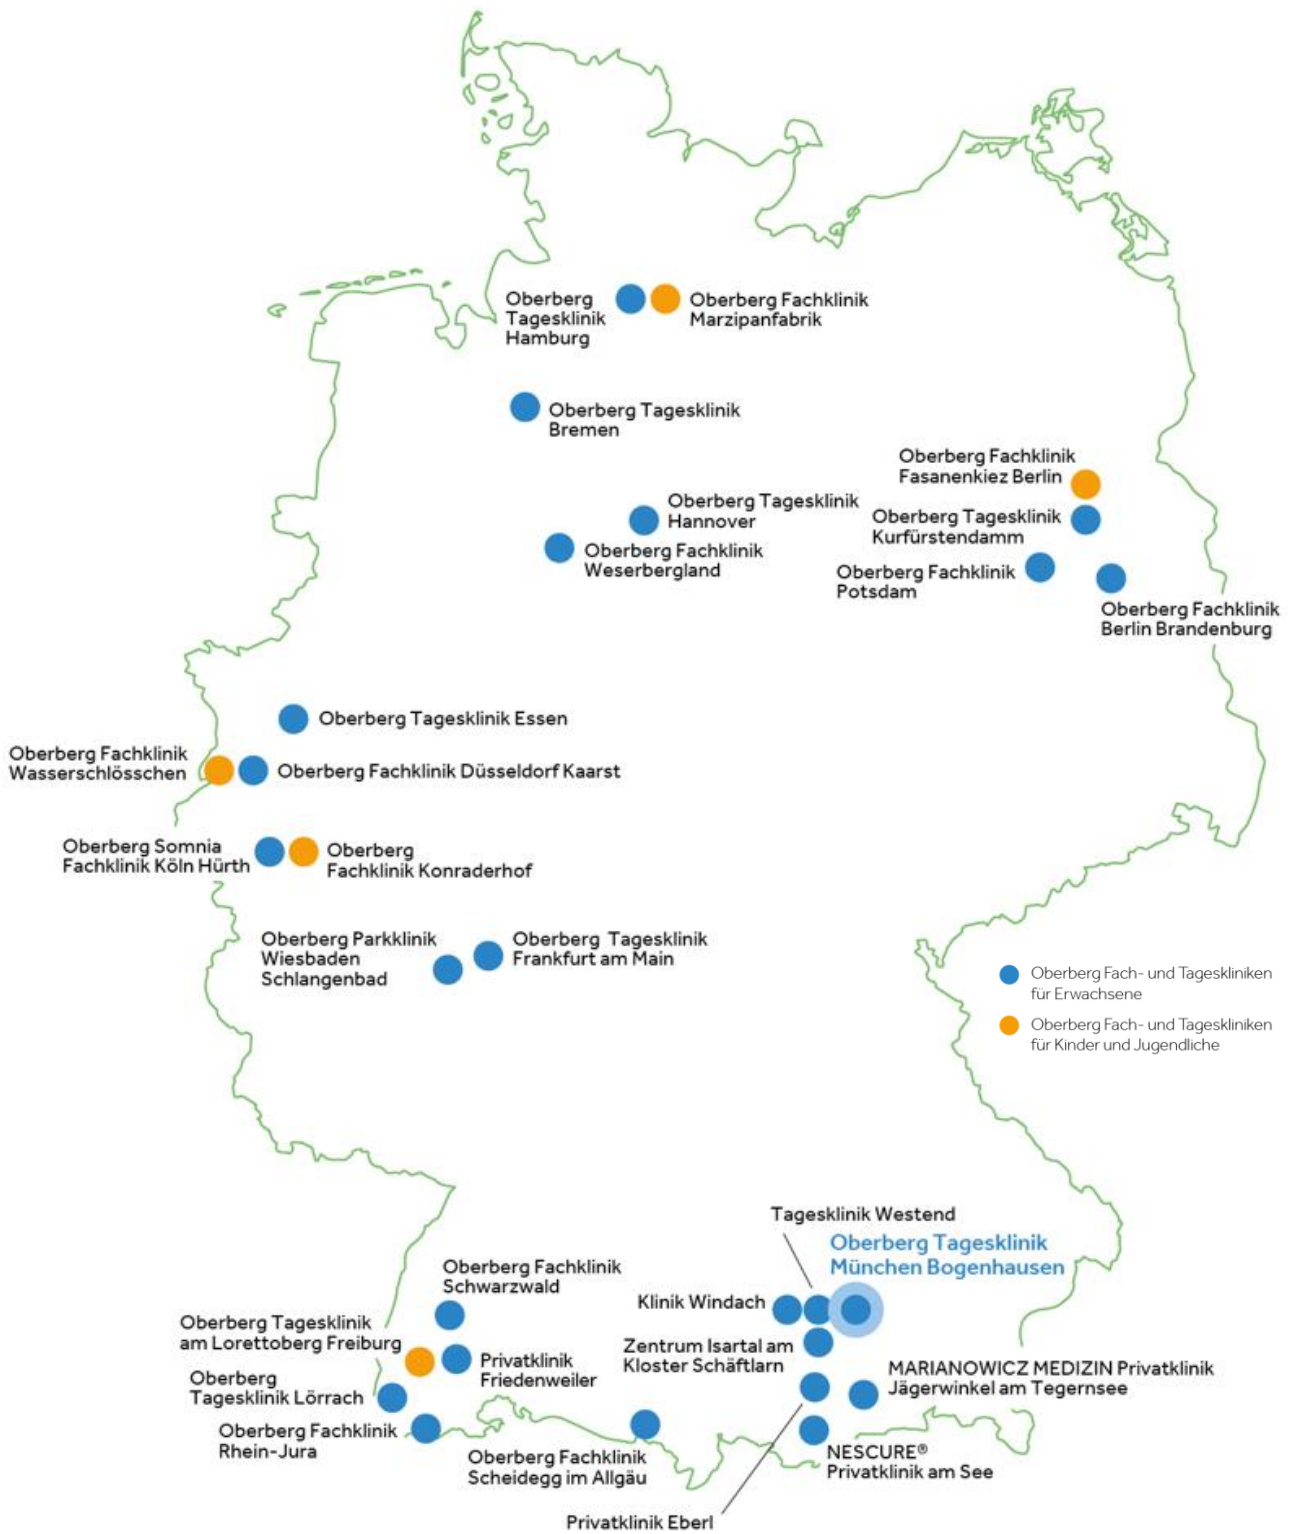 Oberberg
Tagesklinik
Hamburg
Oberberg Fachklinik
Marzipanfabrik
Oberberg Tagesklinik
Bremen
Oberberg Fachklinik
Fasanenkiez Berlin
Oberberg Tagesklinik
Hannover
Oberberg Tagesklinik
Kurfürstendamm
Oberberg Fachklinik
Weserbergland
Oberberg Fachklinik
Potsdam
Oberberg Fachklinik
Berlin Brandenburg
Oberberg Tagesklinik Essen
Oberberg Fachklinik
Wasserschlösschen
Oberberg Fachklinik Düsseldorf Kaarst
Oberberg Somnia
Fachklinik Köln Hürth
Oberberg
Fachklinik Konraderhof
Oberberg Parkklinik
Wiesbaden
Schlangenbad
Oberberg Tagesklinik
Frankfurt am Main
Oberberg Fach- und Tageskliniken
für Erwachsene
Oberberg Fach- und Tageskliniken
für Kinder und Jugendliche
Tagesklinik Westend
Oberberg Tagesklinik
München Bogenhausen
Oberberg Fachklinik
Schwarzwald
Klinik Windach
Oberberg Tagesklinik
am Lorettoberg Freiburg
Zentrum Isartal am
Kloster Schäftlarn
Privatklinik
Friedenweiler
MARIANOWICZ MEDIZIN Privatklinik
Jägerwinkel am Tegernsee
Oberberg
Tagesklinik Lörrach
Oberberg Fachklinik
Rhein-Jura
Oberberg Fachklinik
Scheidegg im Allgäu
NESCURE®
Privatklinik am See
Privatklinik Eberl